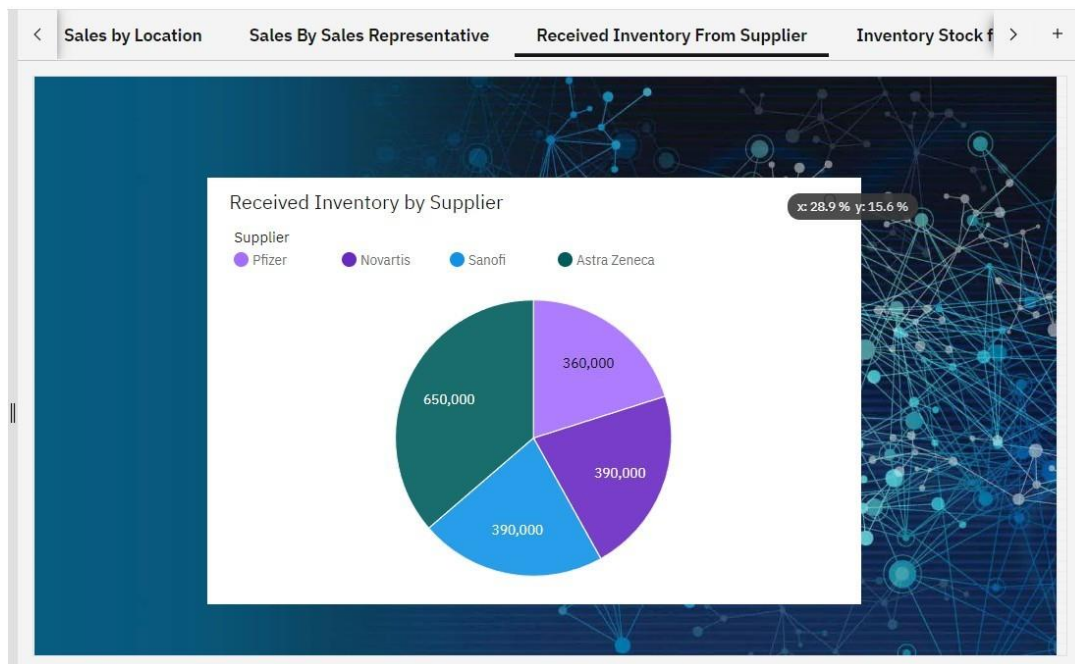 Sales by Location Sales By Sales Representative Received Inventory From Supplier Inventory Stock f
Received Inventory by Supplier
x: 28.9 % y: 15.6 %
Supplier
Pfizer Novartis Sanofi Astra Zeneca
360,000
650,000
390,000
390,000